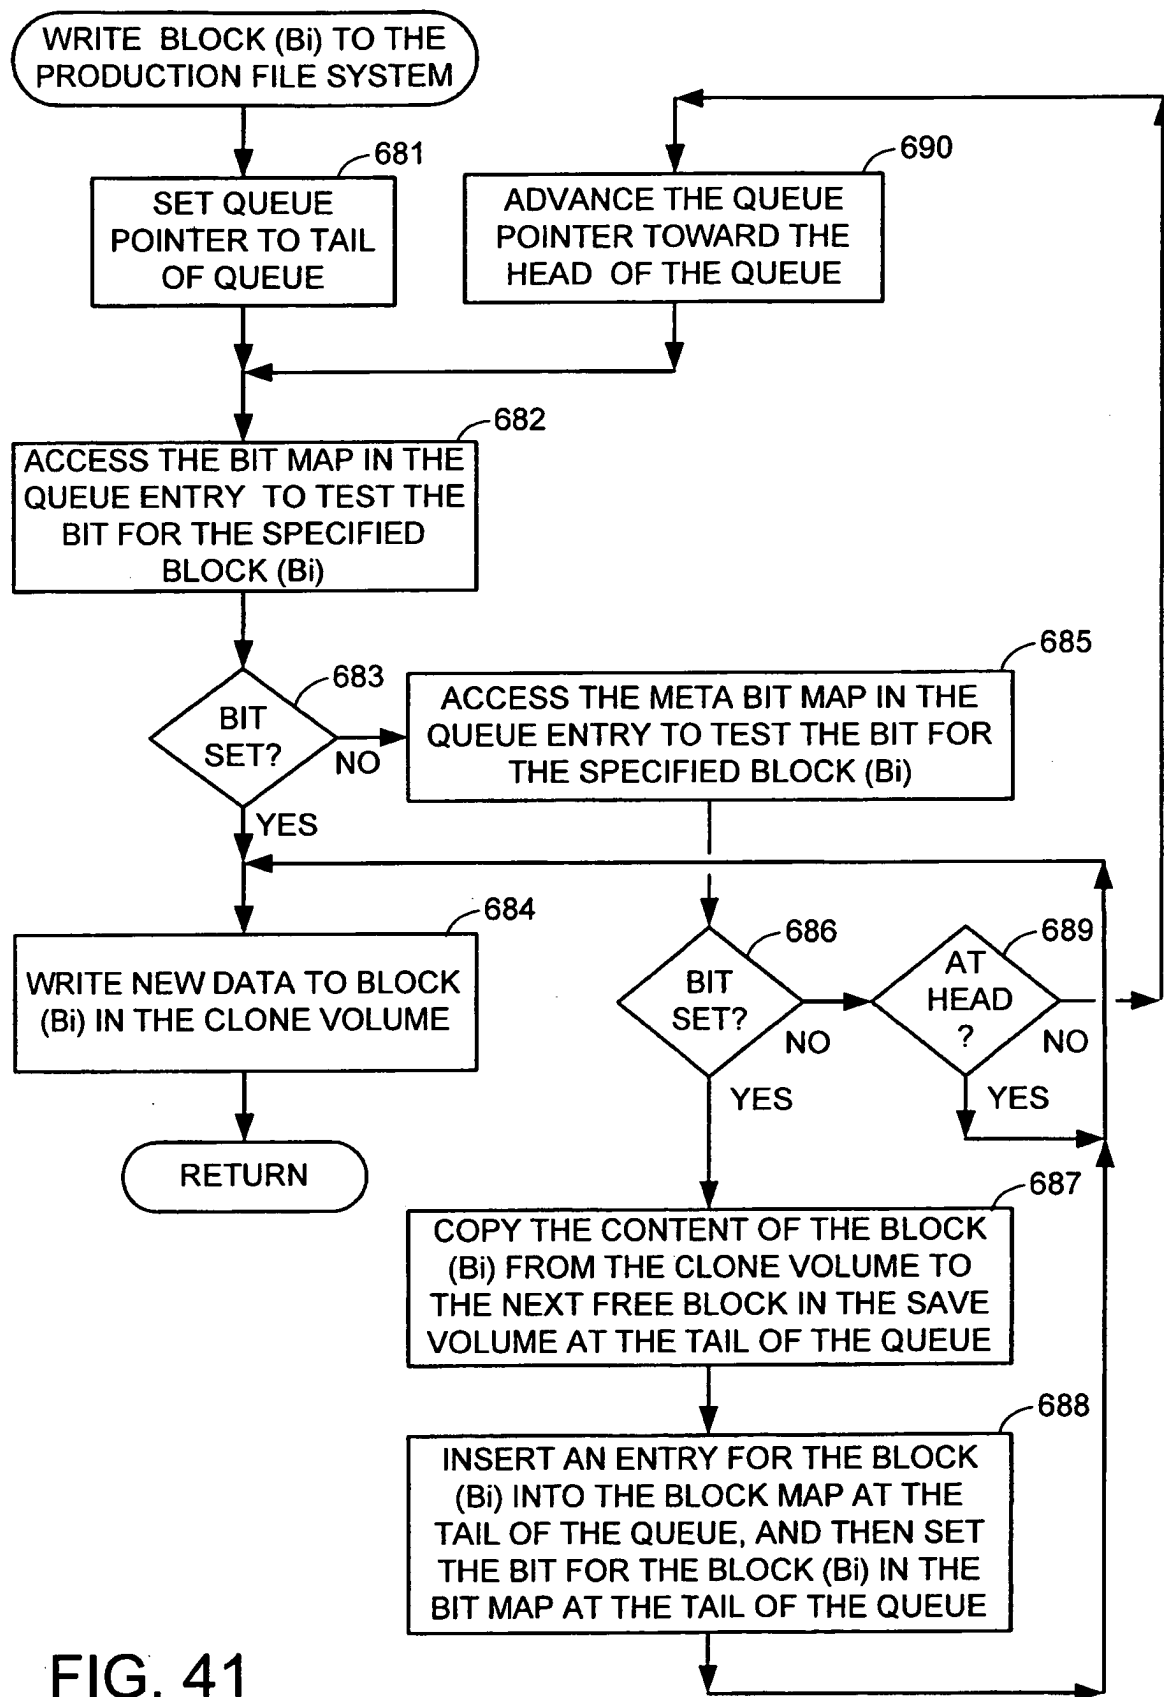 WRITE BLOCK (Bi) TO THE
PRODUCTION FILE SYSTEM
681
SET QUEUE
POINTER TO TAIL
OF QUEUE
690
ADVANCE THE QUEUE
POINTER TOWARD THE
HEAD OF THE QUEUE
682
ACCESS THE BIT MAP IN THE
QUEUE ENTRY TO TEST THE
BIT FOR THE SPECIFIED
BLOCK (Bi)
683
BIT
SET?
NO
YES
685
ACCESS THE META BIT MAP IN THE
QUEUE ENTRY TO TEST THE BIT FOR
THE SPECIFIED BLOCK (Bi)
684
WRITE NEW DATA TO BLOCK
(Bi) IN THE CLONE VOLUME
RETURN
686
BIT
SET?
NO
YES
689
AT
HEAD
?
NO
YES
687
COPY THE CONTENT OF THE BLOCK
(Bi) FROM THE CLONE VOLUME TO
THE NEXT FREE BLOCK IN THE SAVE
VOLUME AT THE TAIL OF THE QUEUE
688
INSERT AN ENTRY FOR THE BLOCK
(Bi) INTO THE BLOCK MAP AT THE
TAIL OF THE QUEUE, AND THEN SET
THE BIT FOR THE BLOCK (Bi) IN THE
BIT MAP AT THE TAIL OF THE QUEUE
FIG. 41